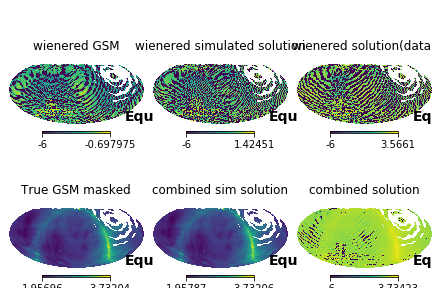 wienered GSM wienered simulated solution wienered solution(data
Equ Equ Equ
-6 -0.697975 -6 1.42451 -6 3.5661
True GSM masked combined sim solution combined solution
Equ Equ Equ
1.95696 3.73204 1.95787 3.73206 -6 3.73423